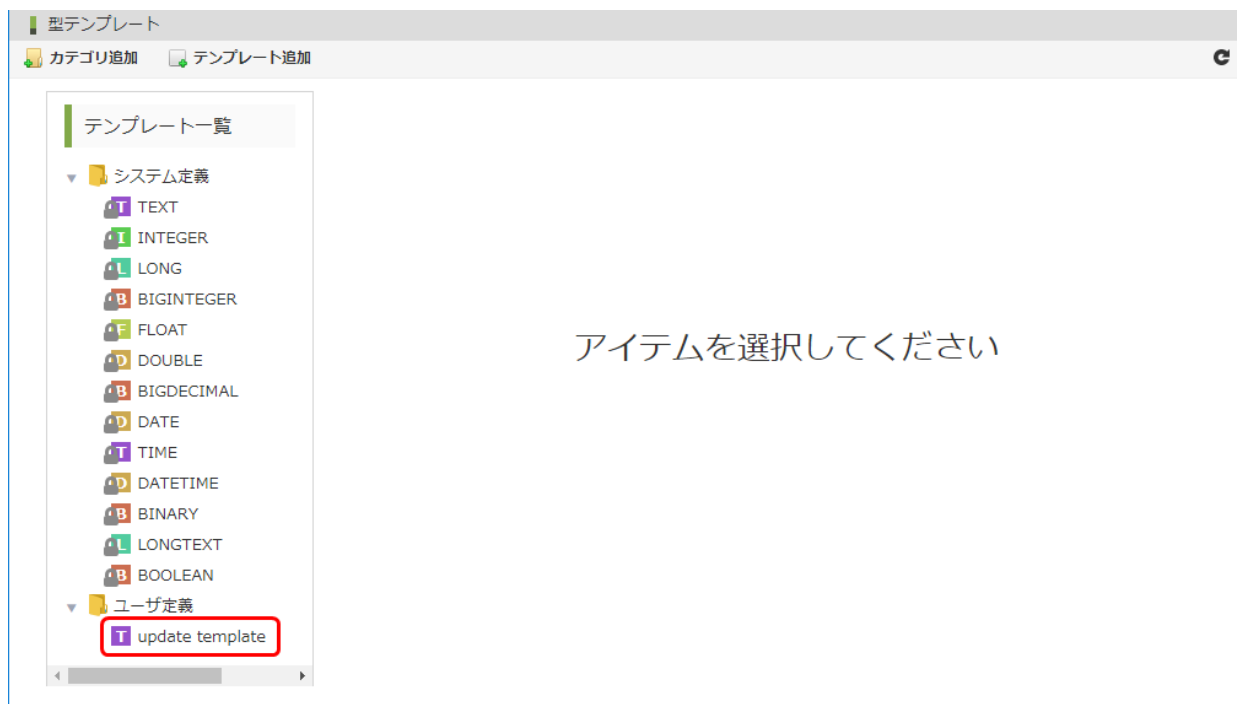 型テンプレート
カテゴリ追加 テンプレート追加
テンプレート一覧
システム定義
T TEXT
I INTEGER
L LONG
B BIGINTEGER
F FLOAT
D DOUBLE
B BIGDECIMAL
D DATE
T TIME
D DATETIME
B BINARY
L LONGTEXT
B BOOLEAN
ユーザ定義
T update template
アイテムを選択してください